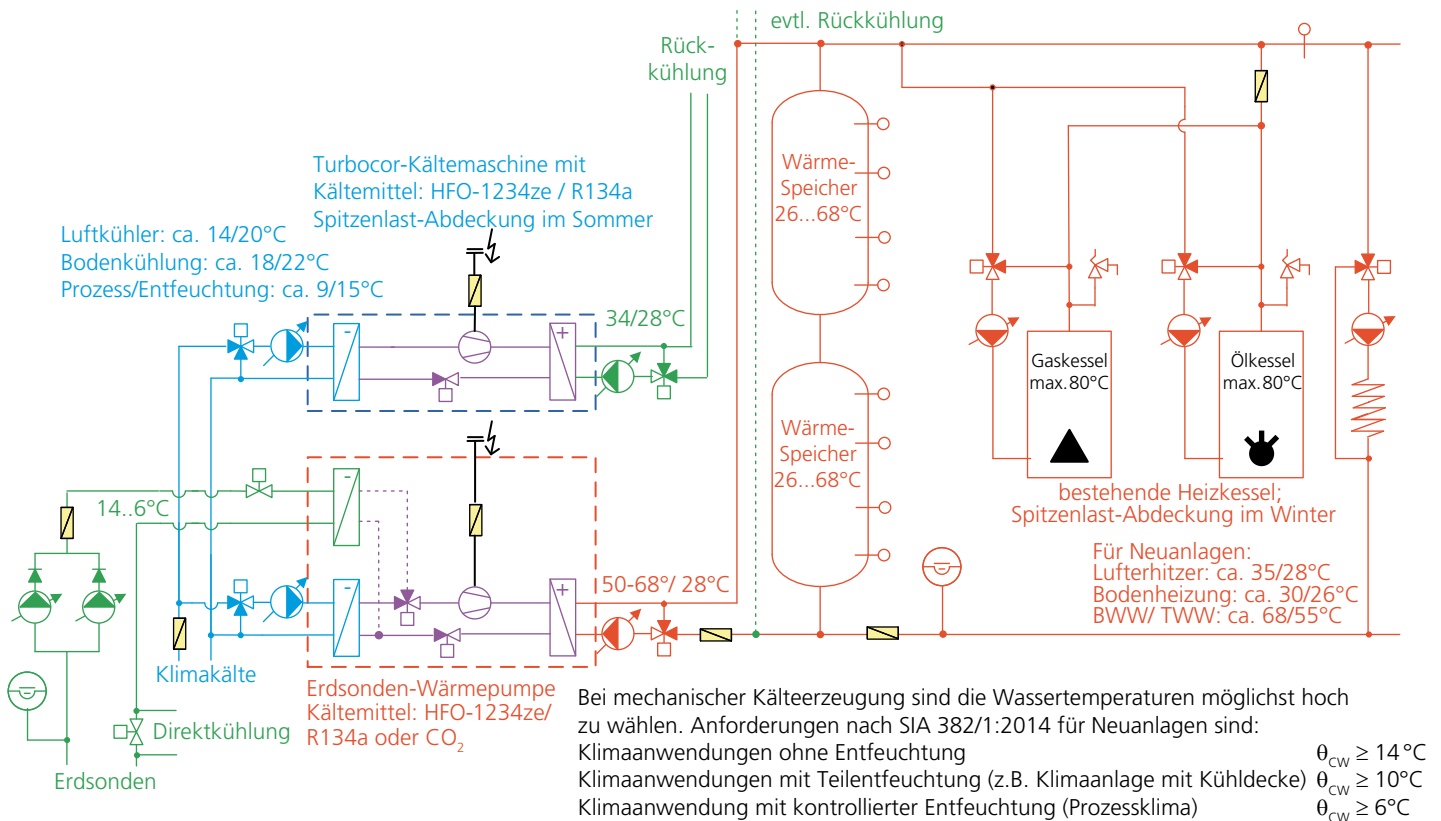 evtl. Rückkühlung
Rück-
kühlung
Turbocor-Kältemaschine mit
Kältemittel: HFO-1234ze / R134a
Spitzenlast-Abdeckung im Sommer
Luftkühler: ca. 14/20°C
Bodenkühlung: ca. 18/22°C
Prozess/Entfeuchtung: ca. 9/15°C
Wärme-
Speicher
26...68°C
34/28°C
-
+
Gaskessel
max. 80°C
Ölkessel
max. 80°C
Wärme-
Speicher
26...68°C
bestehende Heizkessel;
Spitzenlast-Abdeckung im Winter
14..6°C
-
Für Neuanlagen:
Lufterhitzer: ca. 35/28°C
Bodenheizung: ca. 30/26°C
BWW/ TWW: ca. 68/55°C
50-68°/ 28°C
-
+
Klimakälte
Erdsonden-Wärmepumpe
Kältemittel: HFO-1234ze/
R134a oder CO₂
Direktkühlung
Erdsonden
Bei mechanischer Kälteerzeugung sind die Wassertemperaturen möglichst hoch
zu wählen. Anforderungen nach SIA 382/1:2014 für Neuanlagen sind:
Klimaanwendungen ohne Entfeuchtung θCW ≥ 14°C
Klimaanwendungen mit Teilentfeuchtung (z.B. Klimaanlage mit Kühldecke) θCW ≥ 10°C
Klimaanwendung mit kontrollierter Entfeuchtung (Prozessklima) θCW ≥ 6°C